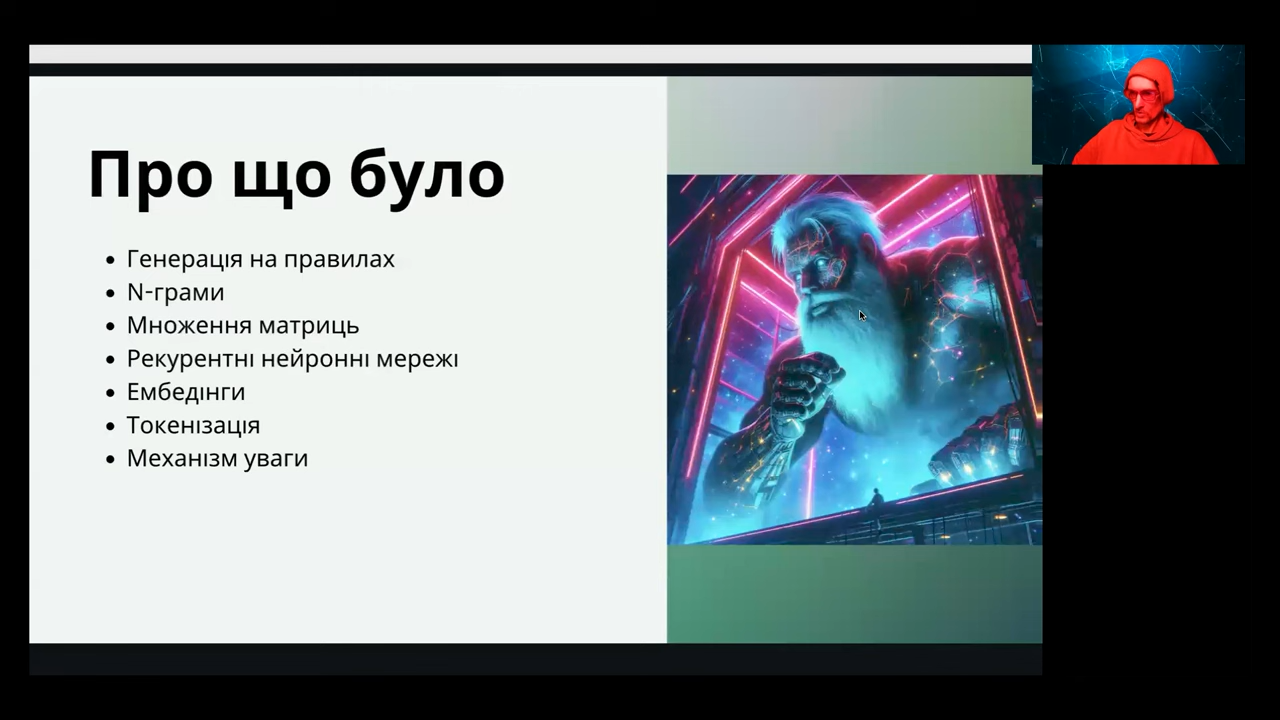 Про що було
• Генерація на правилах
• N-грами
• Множення матриць
• Рекурентні нейронні мережі
• Ембедінги
• Токенізація
• Механізм уваги